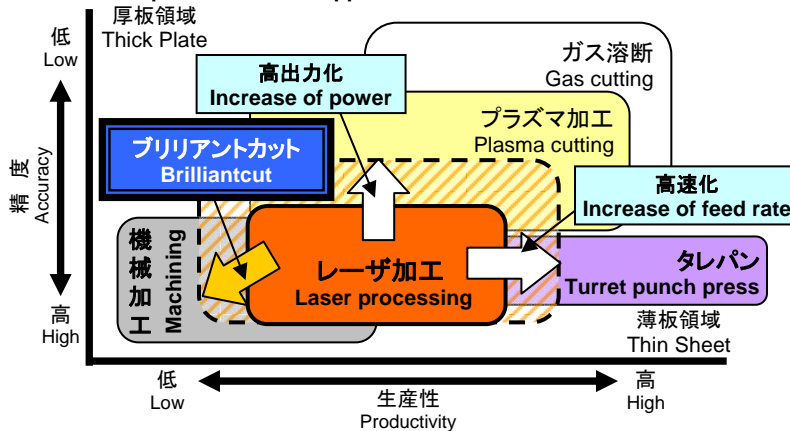 厚板領域
Thick Plate
低
Low
ガス溶断
Gas cutting
高出力化
Increase of power
プラズマ加工
Plasma cutting
ブリリアントカット
Brilliantcut
精度
Accuracy
高速化
Increase of feed rate
機械加工
Machining
レーザ加工
Laser processing
タレパン
Turret punch press
高
High
薄板領域
Thin Sheet
低
Low
生産性
Productivity
高
High